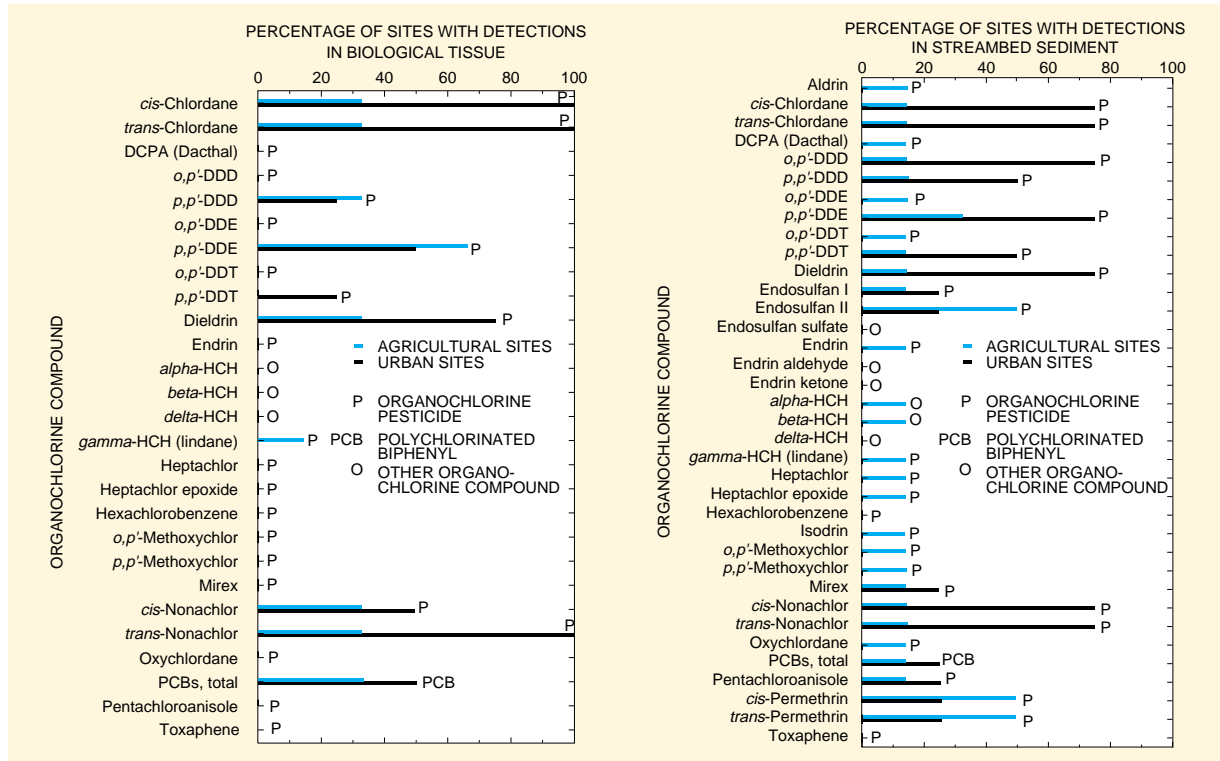 PERCENTAGE OF SITES WITH DETECTIONS
IN BIOLOGICAL TISSUE
0 20 40 60 80 100
ORGANOCHLORINE COMPOUND
cis-Chlordane P
trans-Chlordane P
DCPA (Dacthal) P
o,p'-DDD P
p,p'-DDD P
o,p'-DDE P
p,p'-DDE P
o,p'-DDT P
p,p'-DDT P
Dieldrin P
Endrin P
alpha-HCH O
beta-HCH O
delta-HCH O
gamma-HCH (lindane) P
Heptachlor P
Heptachlor epoxide P
Hexachlorobenzene P
o,p'-Methoxychlor P
p,p'-Methoxychlor P
Mirex P
cis-Nonachlor P
trans-Nonachlor P
Oxychlordane P
PCBs, total PCB
Pentachloroanisole P
Toxaphene P
AGRICULTURAL SITES
URBAN SITES
P ORGANOCHLORINE
PESTICIDE
PCB POLYCHLORINATED
BIPHENYL
O OTHER ORGANO-
CHLORINE COMPOUND
PERCENTAGE OF SITES WITH DETECTIONS
IN STREAMBED SEDIMENT
0 20 40 60 80 100
ORGANOCHLORINE COMPOUND
Aldrin P
cis-Chlordane P
trans-Chlordane P
DCPA (Dacthal) P
o,p'-DDD P
p,p'-DDD P
o,p'-DDE P
p,p'-DDE P
o,p'-DDT P
p,p'-DDT P
Dieldrin P
Endosulfan I P
Endosulfan II P
Endosulfan sulfate O
Endrin P
Endrin aldehyde O
Endrin ketone O
alpha-HCH O
beta-HCH O
delta-HCH O
gamma-HCH (lindane) P
Heptachlor P
Heptachlor epoxide P
Hexachlorobenzene P
Isodrin P
o,p'-Methoxychlor P
p,p'-Methoxychlor P
Mirex P
cis-Nonachlor P
trans-Nonachlor P
Oxychlordane P
PCBs, total PCB
Pentachloroanisole P
cis-Permethrin P
trans-Permethrin P
Toxaphene P
AGRICULTURAL SITES
URBAN SITES
P ORGANOCHLORINE
PESTICIDE
PCB POLYCHLORINATED
BIPHENYL
O OTHER ORGANO-
CHLORINE COMPOUND